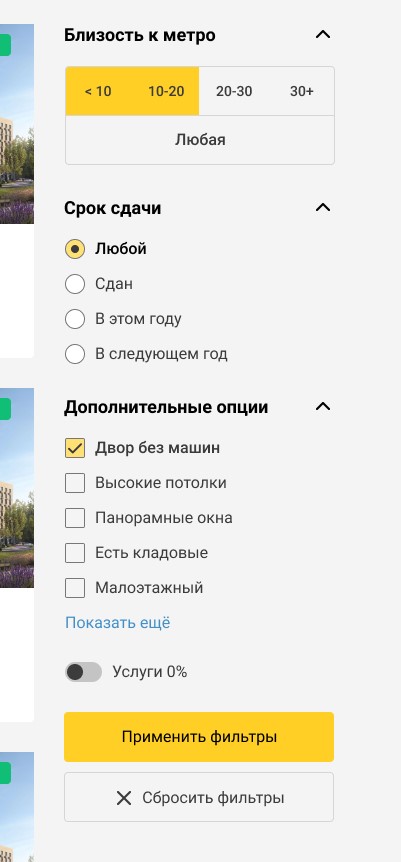 Близость к метро
< 10 10-20 20-30 30+
Любая
Срок сдачи
Любой
Сдан
В этом году
В следующем год
Дополнительные опции
Двор без машин
Высокие потолки
Панорамные окна
Есть кладовые
Малоэтажный
Показать ещё
Услуги 0%
Применить фильтры
Сбросить фильтры